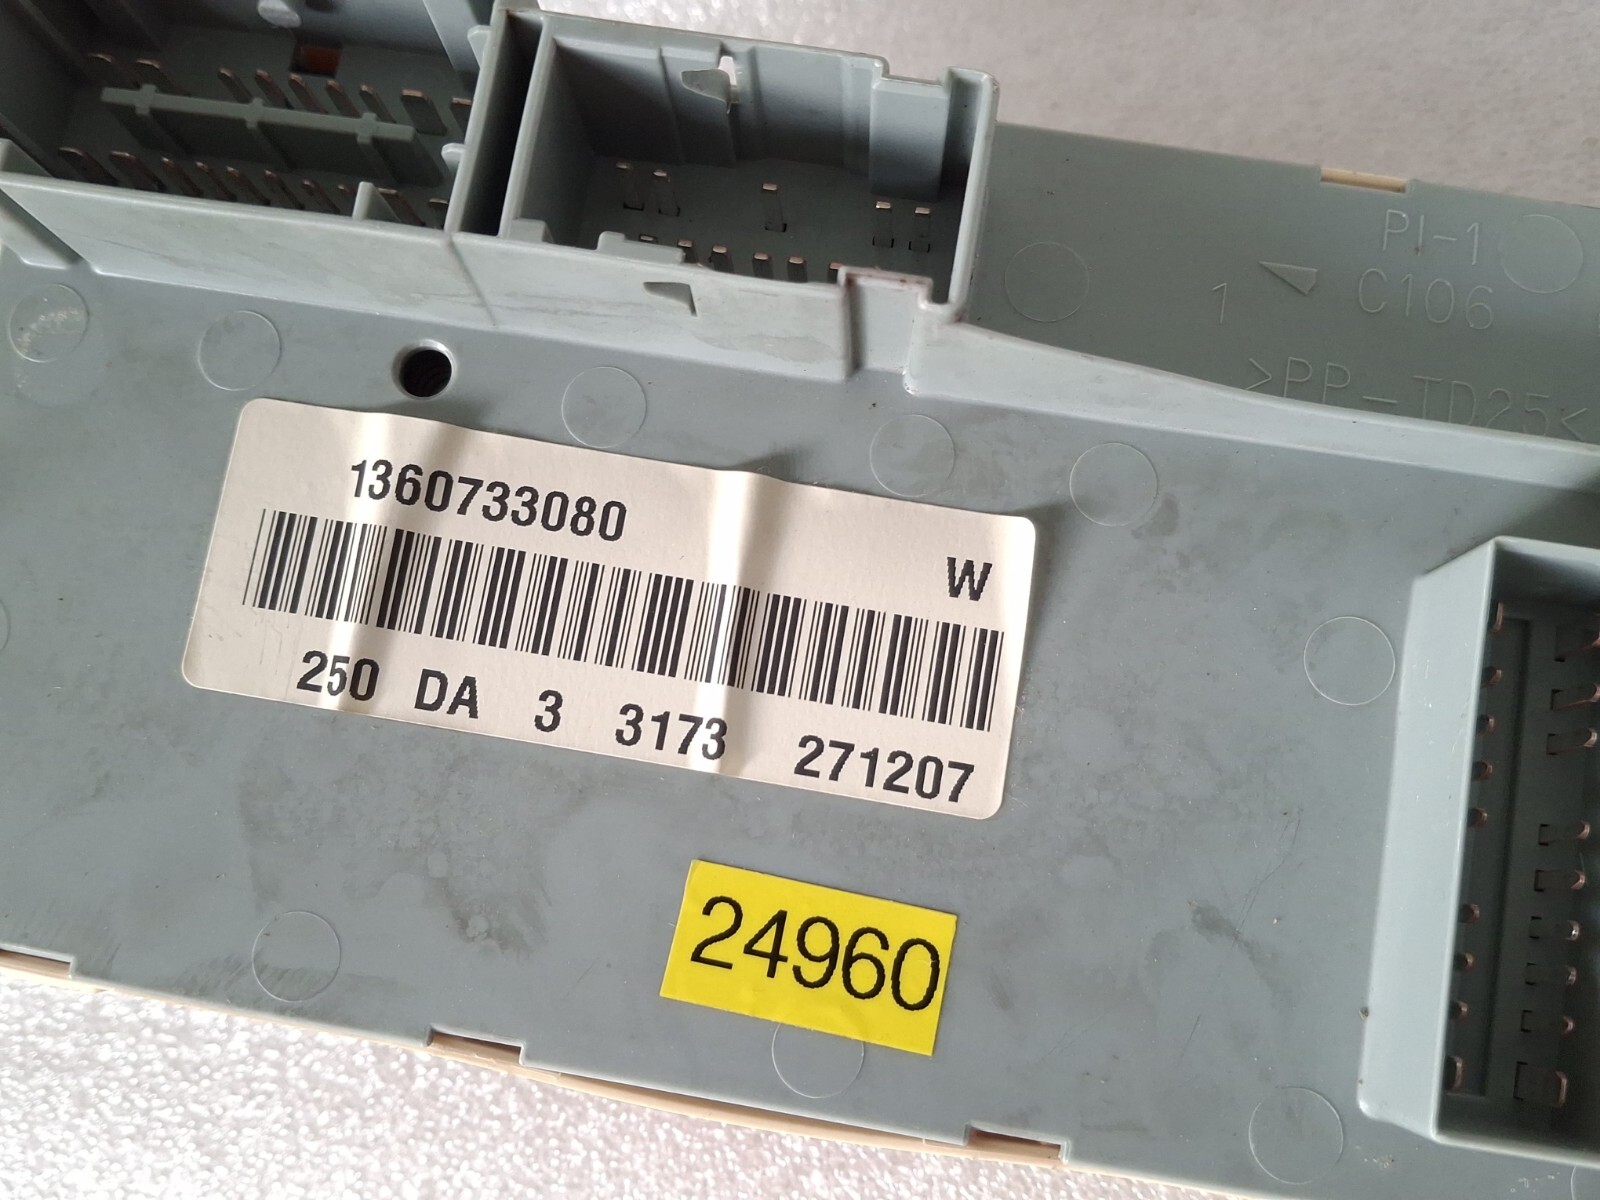 PI-1
1 C106
>PP-TD25<
1360733080
W
250 DA 3 3173 271207
24960